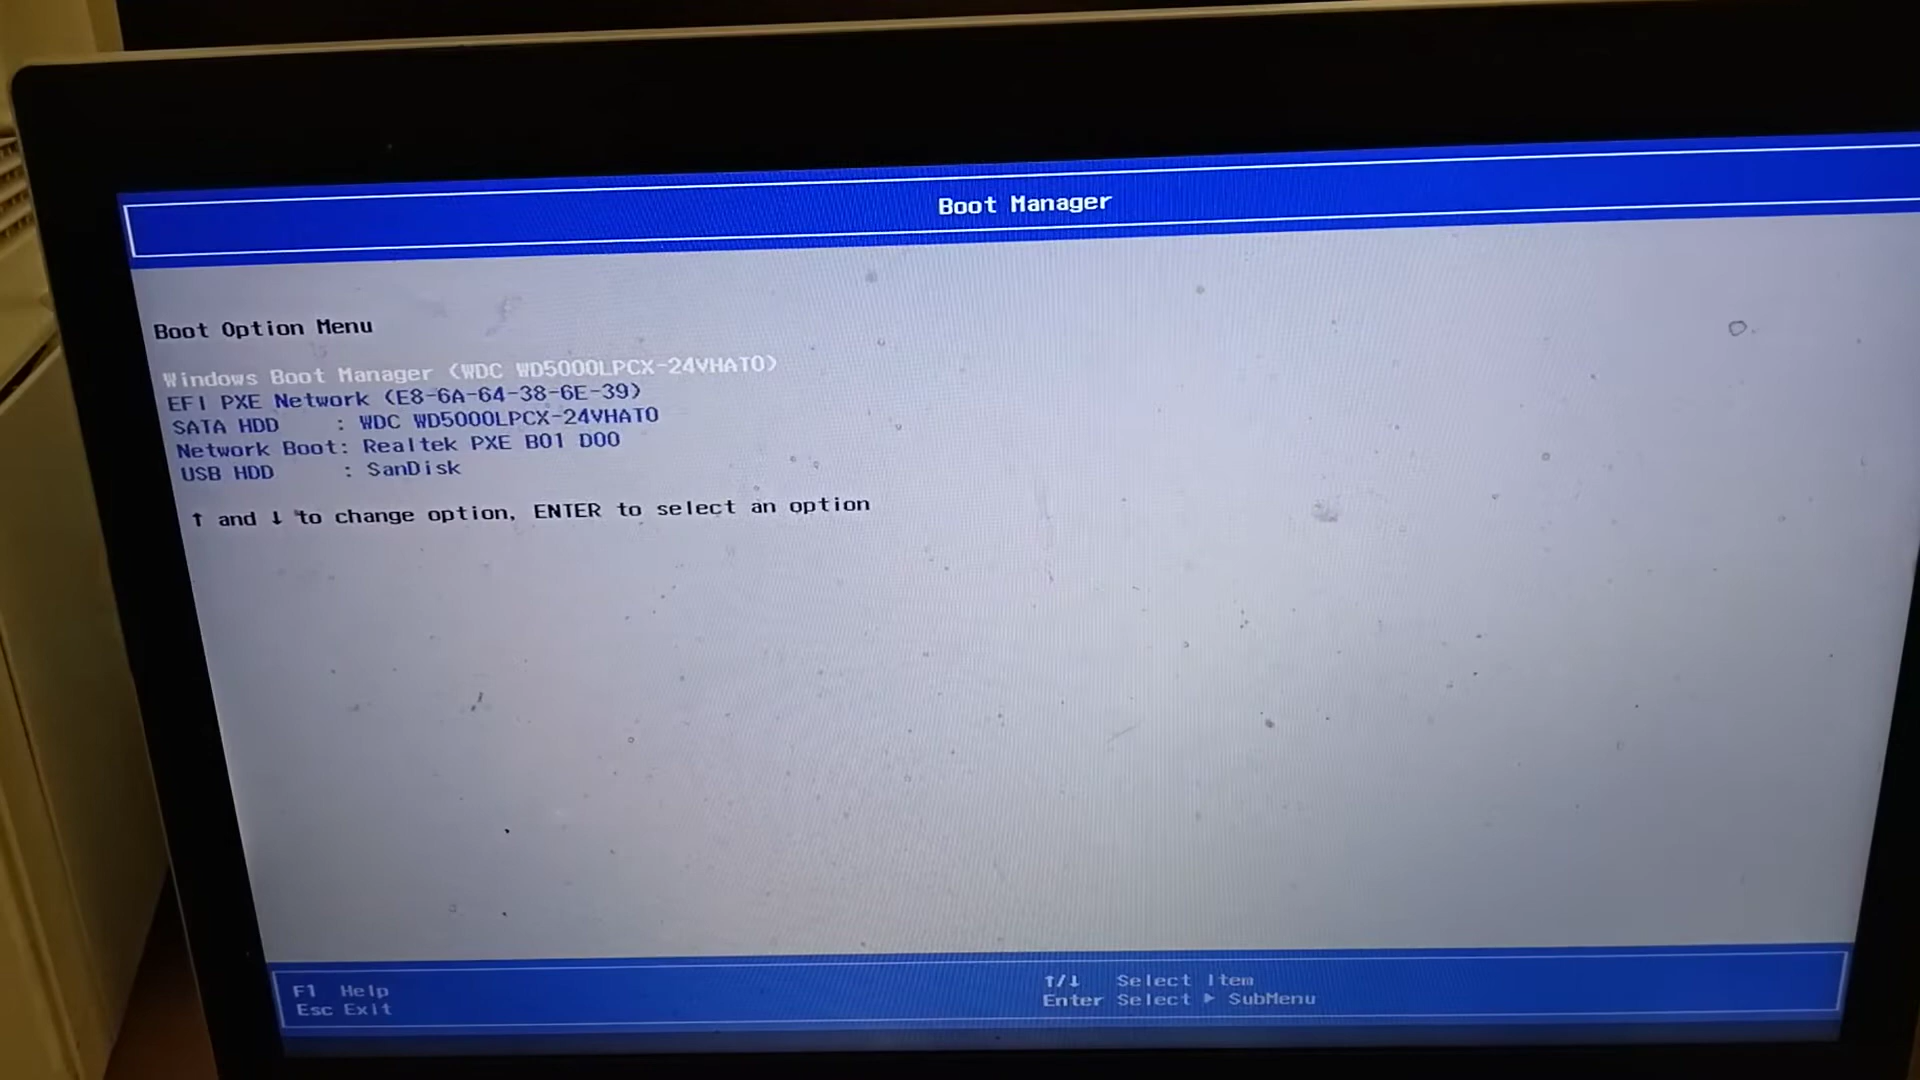 Boot Manager
Boot Option Menu
Windows Boot Manager (WDC WD5000LPCX-24VHAT0)
EFI PXE Network (E8-6A-64-38-6E-39)
SATA HDD : WDC WD5000LPCX-24VHAT0
Network Boot: Realtek PXE B01 D00
USB HDD : SanDisk
↑ and ↓ to change option, ENTER to select an option
F1 Help
Esc Exit
↑/↓ Select Item
Enter Select ► SubMenu